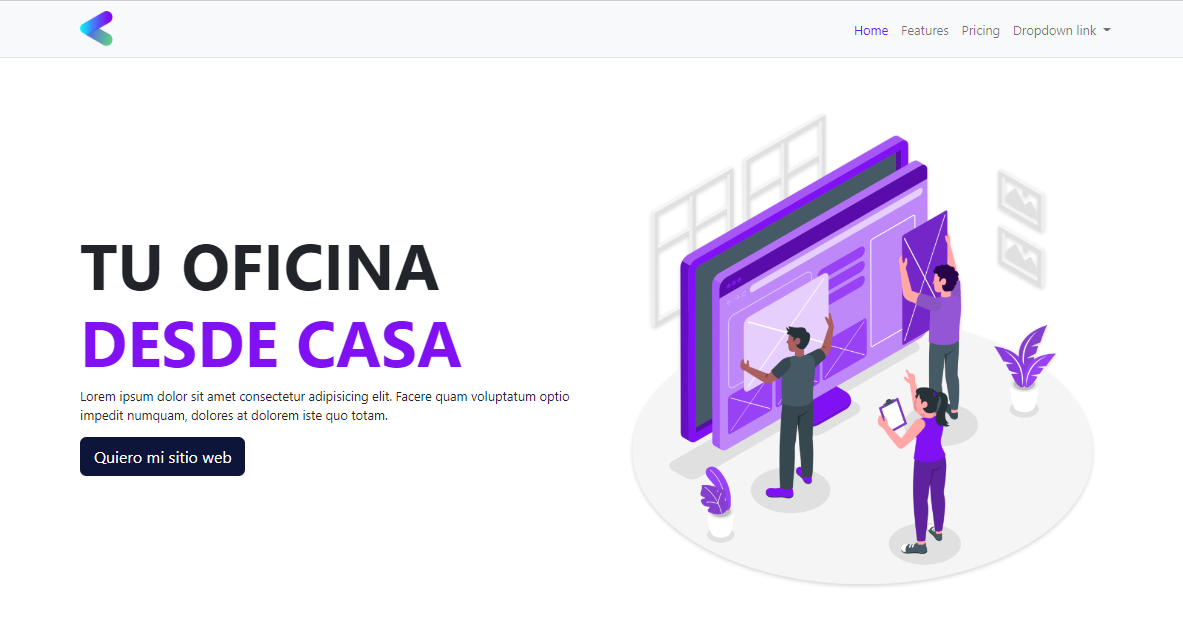 Home Features Pricing Dropdown link
TU OFICINA
DESDE CASA
Lorem ipsum dolor sit amet consectetur adipisicing elit. Facere quam voluptatum optio
impedit numquam, dolores at dolorem iste quo totam.
Quiero mi sitio web